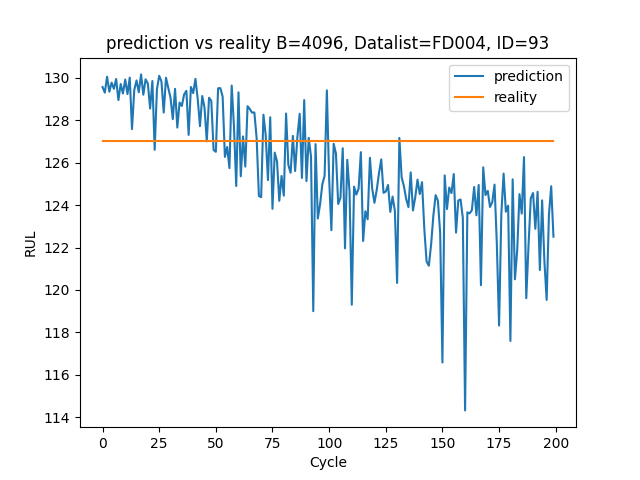 prediction vs reality B=4096, Datalist=FD004, ID=93
prediction
reality
RUL
130
128
126
124
122
120
118
116
114
0 25 50 75 100 125 150 175 200
Cycle